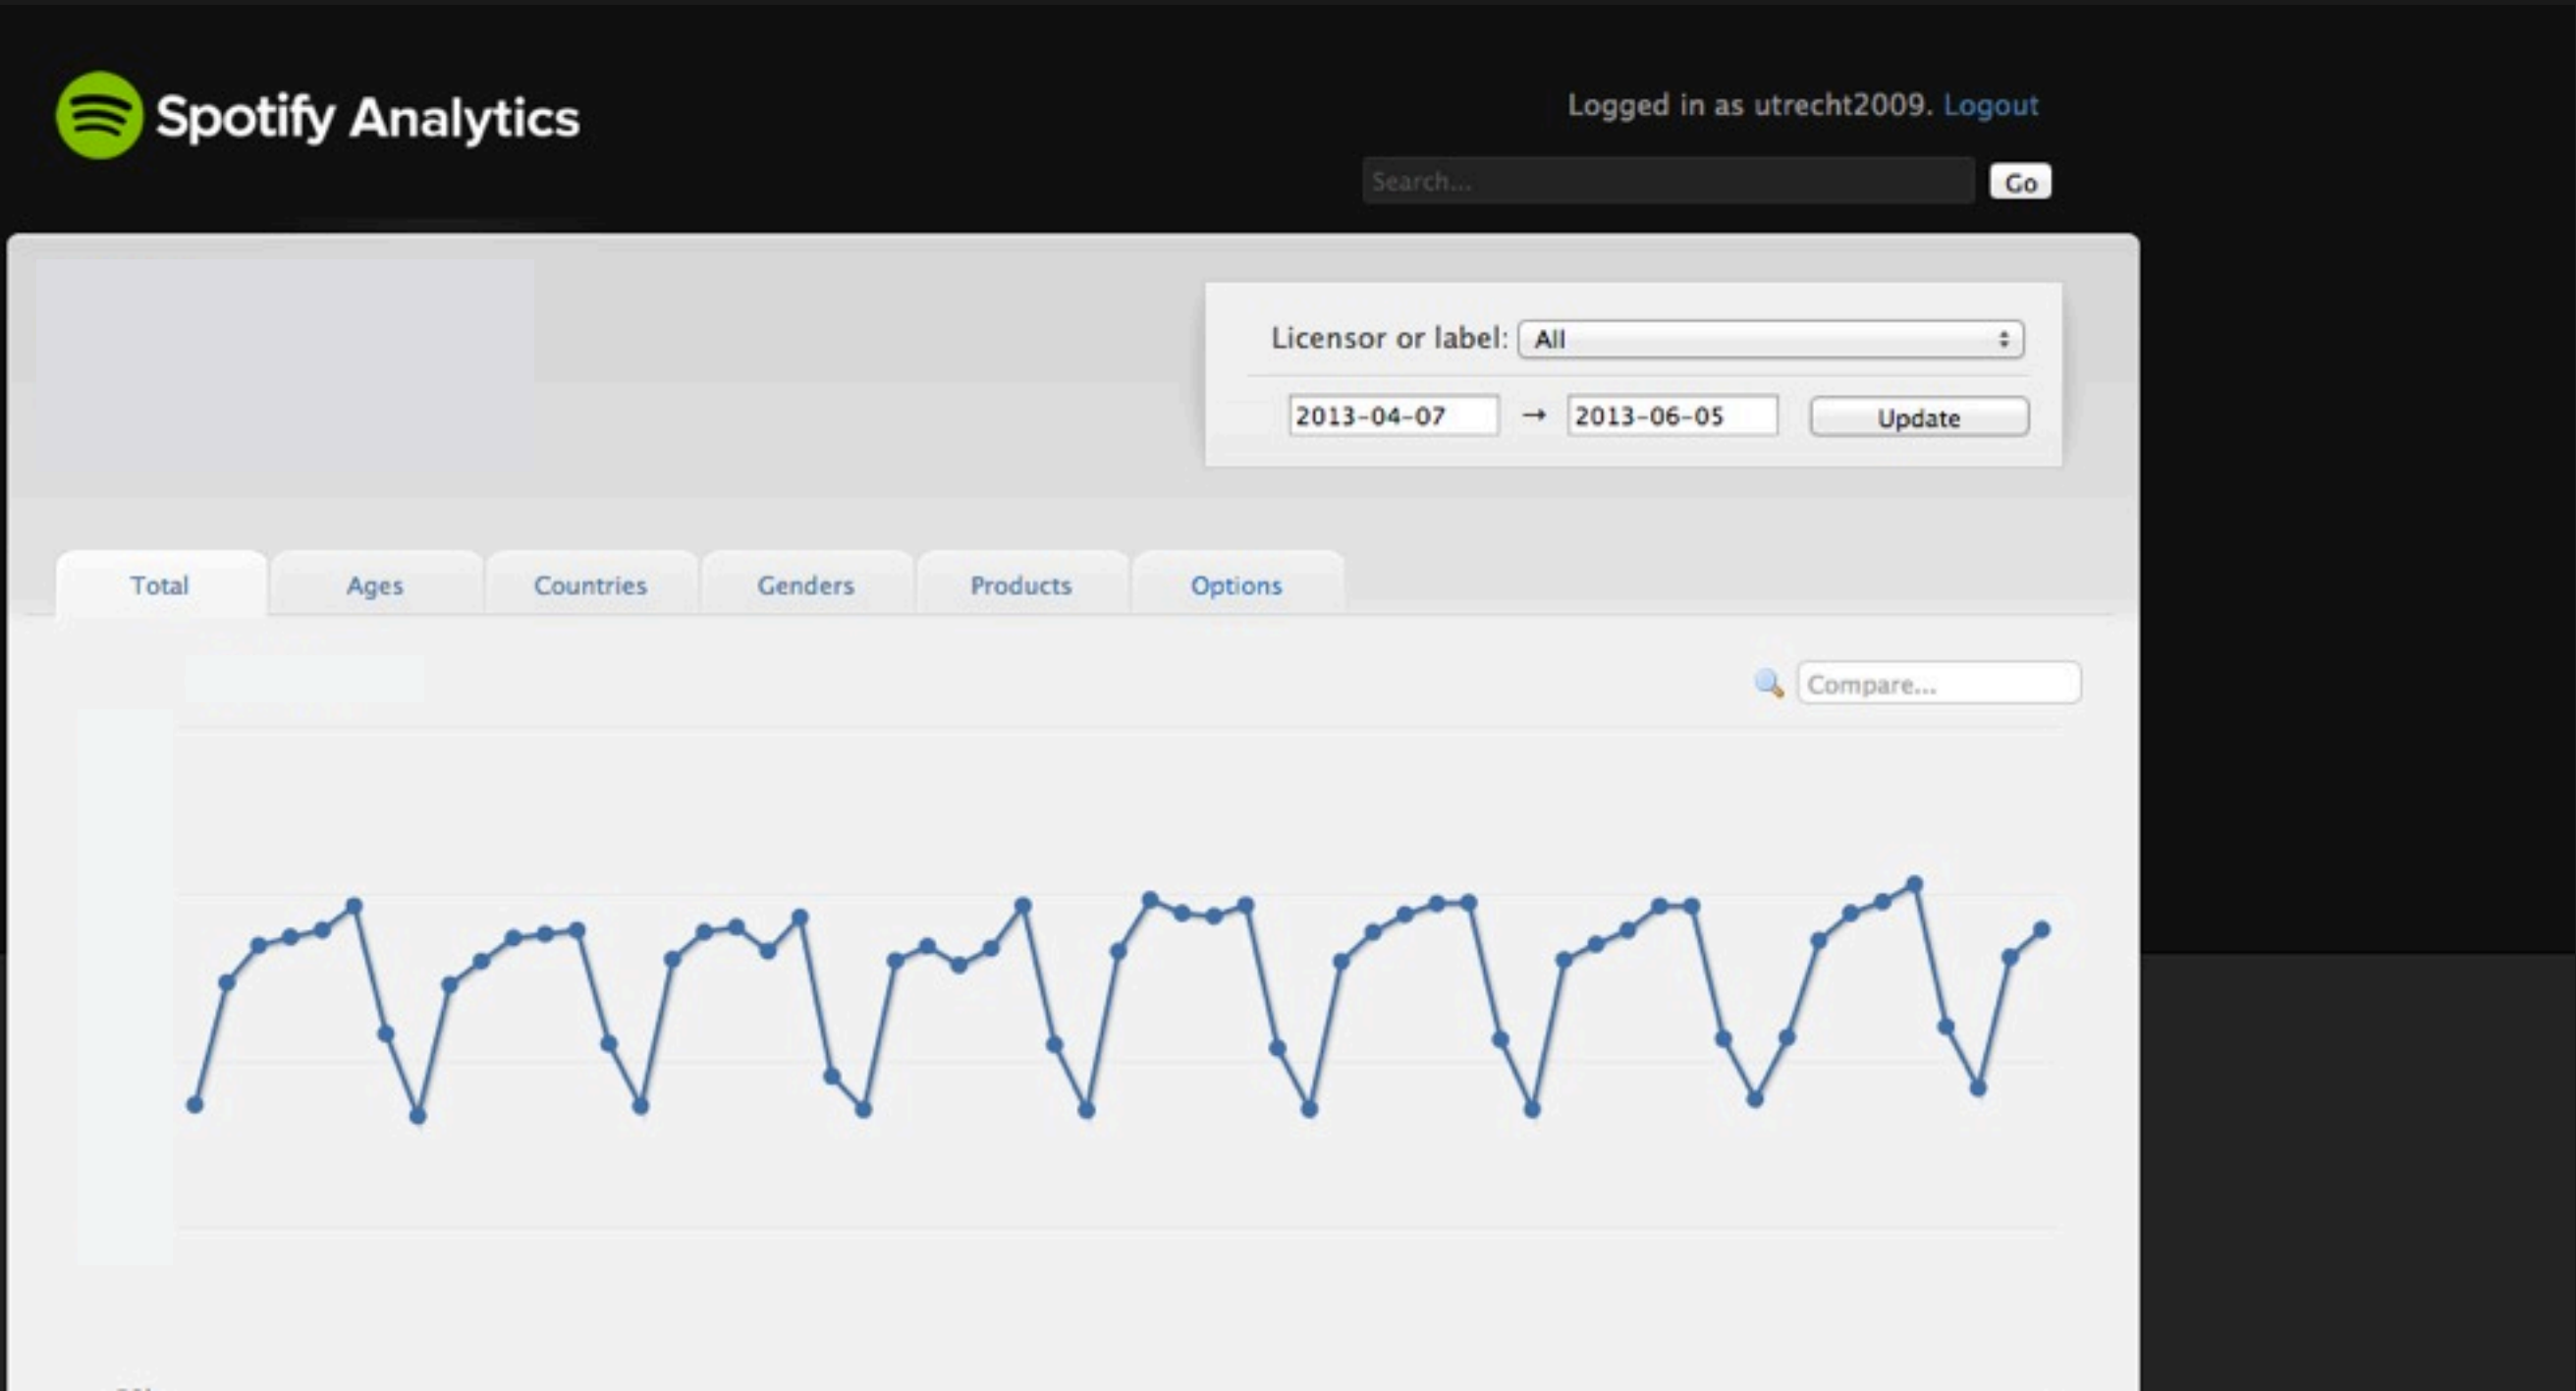 Spotify Analytics
Logged in as utrecht2009. Logout
Search...
Go
Licensor or label: All
2013-04-07 → 2013-06-05 Update
Total Ages Countries Genders Products Options
Compare...